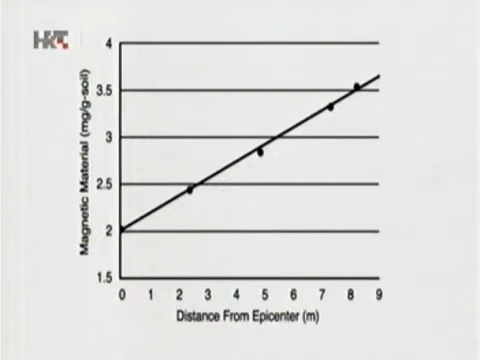 HRT
4
3.5
3
2.5
2
1.5
Magnetic Material (mg/g-soil)
0 1 2 3 4 5 6 7 8 9
Distance From Epicenter (m)